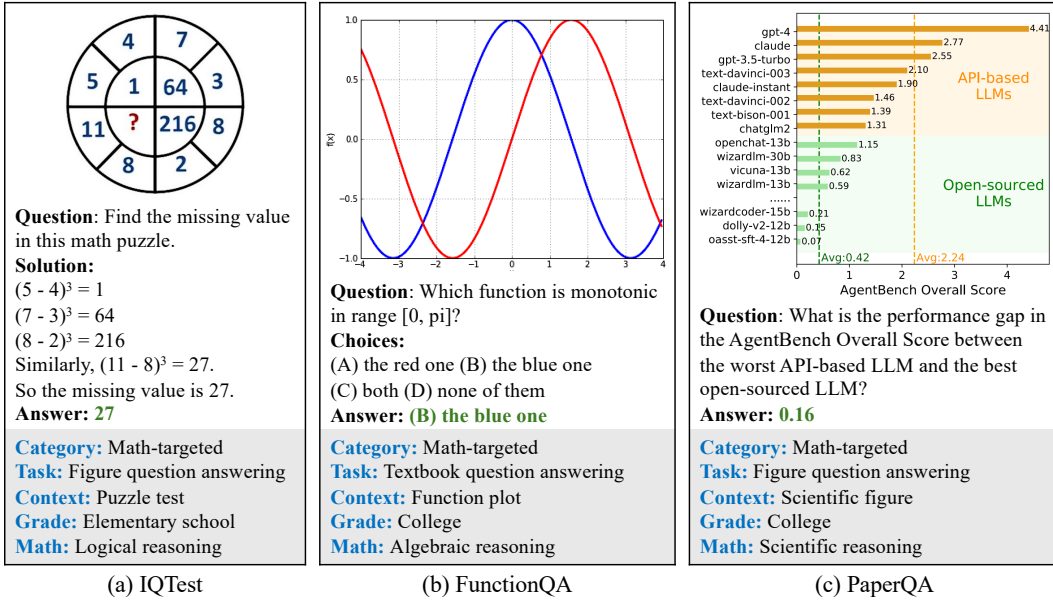 4 7
5 1 64 3
11 ? 216 8
8 2
Question: Find the missing value
in this math puzzle.
Solution:
(5 - 4)³ = 1
(7 - 3)³ = 64
(8 - 2)³ = 216
Similarly, (11 - 8)³ = 27.
So the missing value is 27.
Answer: 27
Category: Math-targeted
Task: Figure question answering
Context: Puzzle test
Grade: Elementary school
Math: Logical reasoning
(a) IQTest
f(x)
1.0
0.5
0.0
−0.5
−1.0
−4 −3 −2 −1 0 1 2 3 4
Question: Which function is monotonic
in range [0, pi]?
Choices:
(A) the red one (B) the blue one
(C) both (D) none of them
Answer: (B) the blue one
Category: Math-targeted
Task: Textbook question answering
Context: Function plot
Grade: College
Math: Algebraic reasoning
(b) FunctionQA
gpt-4 4.41
claude 2.77
gpt-3.5-turbo 2.55
text-davinci-003 2.10
claude-instant 1.90
text-davinci-002 1.46
text-bison-001 1.39
chatglm2 1.31
API-based
LLMs
openchat-13b 1.15
wizardlm-30b 0.83
vicuna-13b 0.62
wizardlm-13b 0.59
......
wizardcoder-15b 0.21
dolly-v2-12b 0.15
oasst-sft-4-12b 0.07
Open-sourced
LLMs
Avg:0.42 Avg:2.24
0 1 2 3 4
AgentBench Overall Score
Question: What is the performance gap in
the AgentBench Overall Score between
the worst API-based LLM and the best
open-sourced LLM?
Answer: 0.16
Category: Math-targeted
Task: Figure question answering
Context: Scientific figure
Grade: College
Math: Scientific reasoning
(c) PaperQA